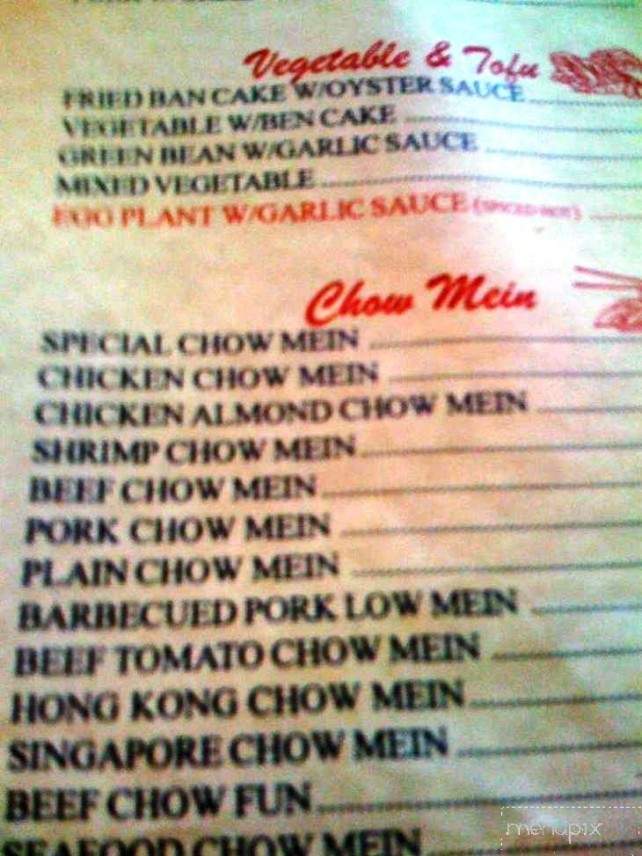 Vegetable & Tofu
FRIED BAN CAKE W/OYSTER SAUCE
VEGETABLE W/BEN CAKE
GREEN BEAN W/GARLIC SAUCE
MIXED VEGETABLE
EGG PLANT W/GARLIC SAUCE
Chow Mein
SPECIAL CHOW MEIN
CHICKEN CHOW MEIN
CHICKEN ALMOND CHOW MEIN
SHRIMP CHOW MEIN
BEEF CHOW MEIN
PORK CHOW MEIN
PLAIN CHOW MEIN
BARBECUED PORK LOW MEIN
BEEF TOMATO CHOW MEIN
HONG KONG CHOW MEIN
SINGAPORE CHOW MEIN
BEEF CHOW FUN
SEAFOOD CHOW MEIN
menupix